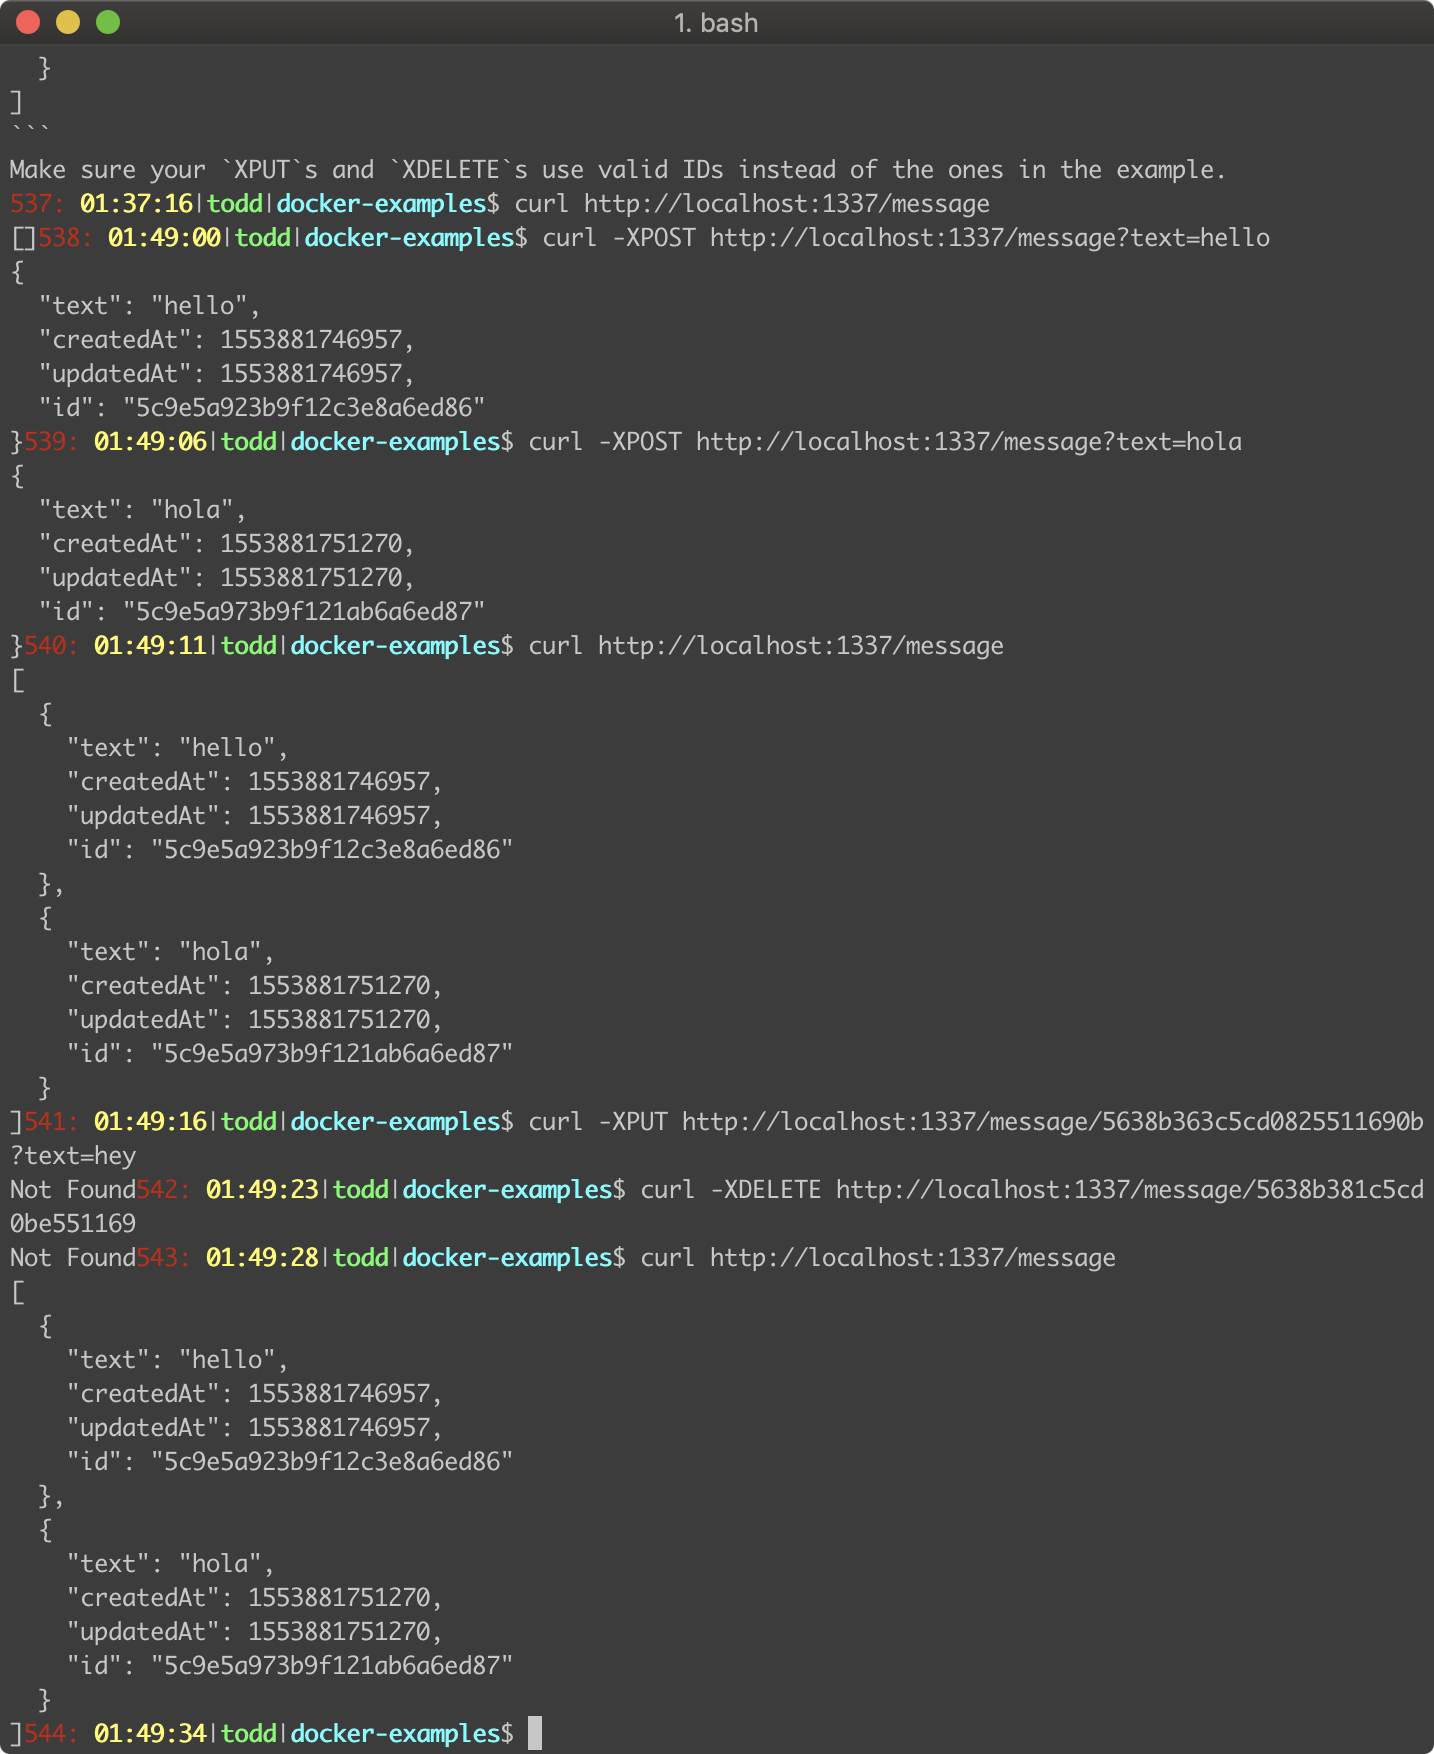 1. bash
  }
]
```
Make sure your `XPUT`s and `XDELETE`s use valid IDs instead of the ones in the example.
537: 01:37:16|todd|docker-examples$ curl http://localhost:1337/message
[]538: 01:49:00|todd|docker-examples$ curl -XPOST http://localhost:1337/message?text=hello
{
  "text": "hello",
  "createdAt": 1553881746957,
  "updatedAt": 1553881746957,
  "id": "5c9e5a923b9f12c3e8a6ed86"
}539: 01:49:06|todd|docker-examples$ curl -XPOST http://localhost:1337/message?text=hola
{
  "text": "hola",
  "createdAt": 1553881751270,
  "updatedAt": 1553881751270,
  "id": "5c9e5a973b9f121ab6a6ed87"
}540: 01:49:11|todd|docker-examples$ curl http://localhost:1337/message
[
  {
    "text": "hello",
    "createdAt": 1553881746957,
    "updatedAt": 1553881746957,
    "id": "5c9e5a923b9f12c3e8a6ed86"
  },
  {
    "text": "hola",
    "createdAt": 1553881751270,
    "updatedAt": 1553881751270,
    "id": "5c9e5a973b9f121ab6a6ed87"
  }
]541: 01:49:16|todd|docker-examples$ curl -XPUT http://localhost:1337/message/5638b363c5cd0825511690b
?text=hey
Not Found542: 01:49:23|todd|docker-examples$ curl -XDELETE http://localhost:1337/message/5638b381c5cd
0be551169
Not Found543: 01:49:28|todd|docker-examples$ curl http://localhost:1337/message
[
  {
    "text": "hello",
    "createdAt": 1553881746957,
    "updatedAt": 1553881746957,
    "id": "5c9e5a923b9f12c3e8a6ed86"
  },
  {
    "text": "hola",
    "createdAt": 1553881751270,
    "updatedAt": 1553881751270,
    "id": "5c9e5a973b9f121ab6a6ed87"
  }
]544: 01:49:34|todd|docker-examples$